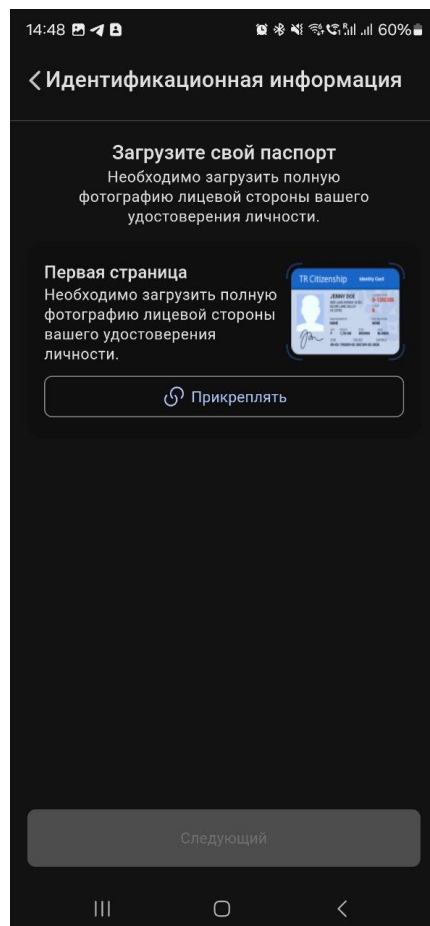 14:48 60%
Идентификационная информация
Загрузите свой паспорт
Необходимо загрузить полную
фотографию лицевой стороны вашего
удостоверения личности.
Первая страница
Необходимо загрузить полную
фотографию лицевой стороны
вашего удостоверения
личности.
TR Citizenship Identity Card
JENNY DOE
Прикреплять
Следующий